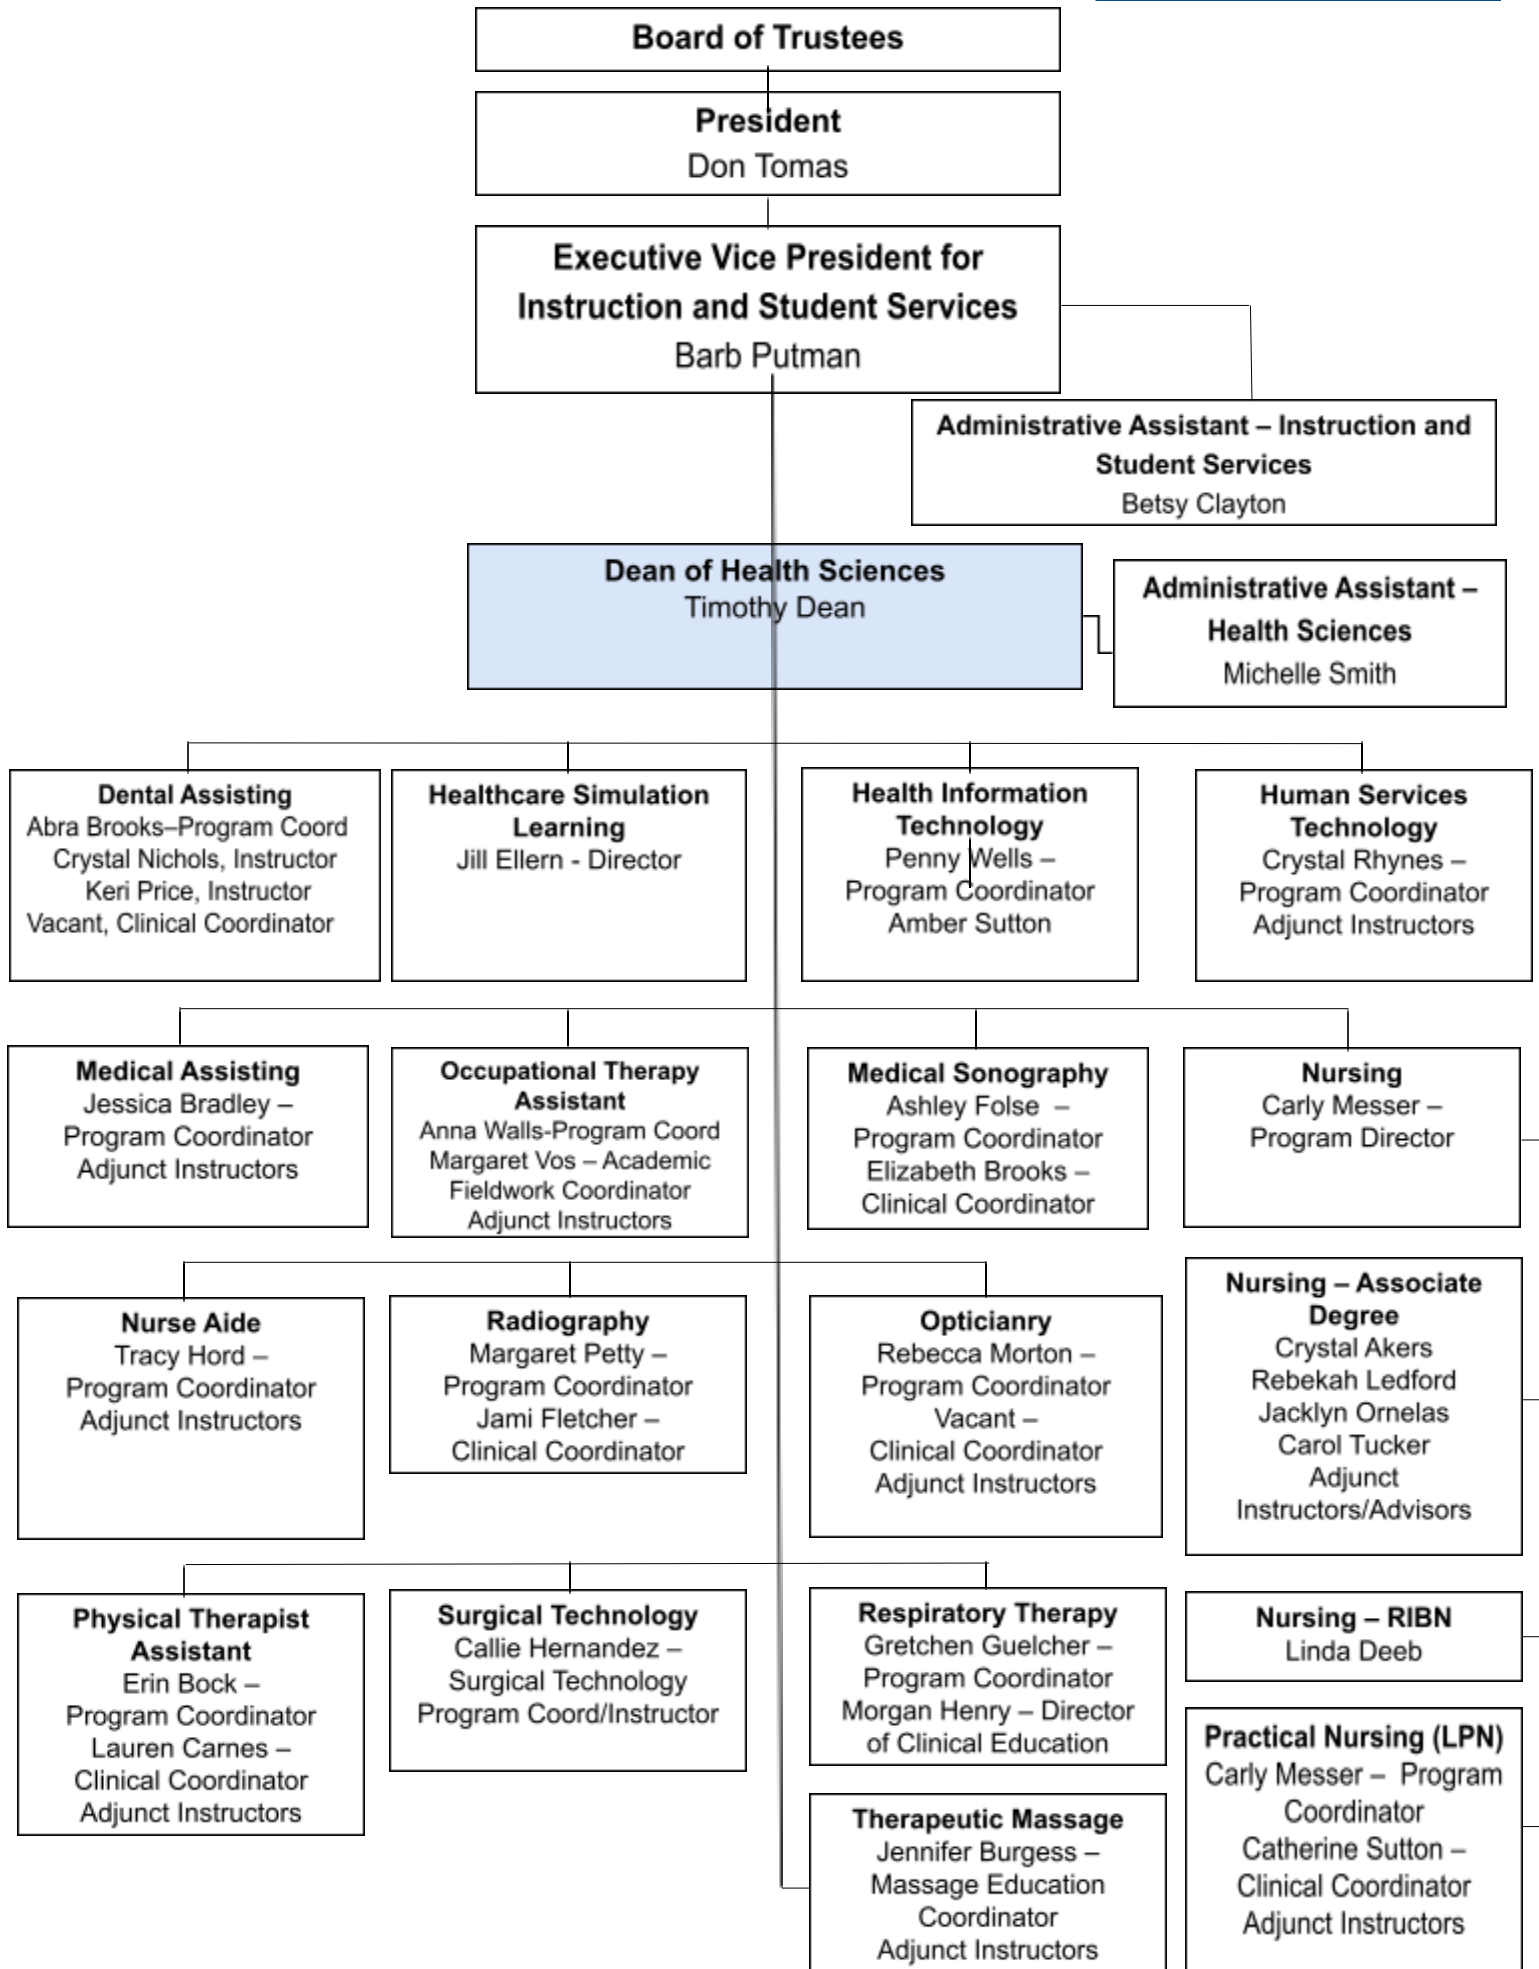 Board of Trustees
President
Don Tomas
Executive Vice President for
Instruction and Student Services
Barb Putman
Administrative Assistant – Instruction and
Student Services
Betsy Clayton
Dean of Health Sciences
Timothy Dean
Administrative Assistant –
Health Sciences
Michelle Smith
Dental Assisting
Abra Brooks–Program Coord
Crystal Nichols, Instructor
Keri Price, Instructor
Vacant, Clinical Coordinator
Healthcare Simulation
Learning
Jill Ellern - Director
Health Information
Technology
Penny Wells –
Program Coordinator
Amber Sutton
Human Services
Technology
Crystal Rhynes –
Program Coordinator
Adjunct Instructors
Medical Assisting
Jessica Bradley –
Program Coordinator
Adjunct Instructors
Occupational Therapy
Assistant
Anna Walls-Program Coord
Margaret Vos – Academic
Fieldwork Coordinator
Adjunct Instructors
Medical Sonography
Ashley Folse –
Program Coordinator
Elizabeth Brooks –
Clinical Coordinator
Nursing
Carly Messer –
Program Director
Nurse Aide
Tracy Hord –
Program Coordinator
Adjunct Instructors
Radiography
Margaret Petty –
Program Coordinator
Jami Fletcher –
Clinical Coordinator
Opticianry
Rebecca Morton –
Program Coordinator
Vacant –
Clinical Coordinator
Adjunct Instructors
Nursing – Associate
Degree
Crystal Akers
Rebekah Ledford
Jacklyn Ornelas
Carol Tucker
Adjunct
Instructors/Advisors
Physical Therapist
Assistant
Erin Bock –
Program Coordinator
Lauren Carnes –
Clinical Coordinator
Adjunct Instructors
Surgical Technology
Callie Hernandez –
Surgical Technology
Program Coord/Instructor
Respiratory Therapy
Gretchen Guelcher –
Program Coordinator
Morgan Henry – Director
of Clinical Education
Nursing – RIBN
Linda Deeb
Therapeutic Massage
Jennifer Burgess –
Massage Education
Coordinator
Adjunct Instructors
Practical Nursing (LPN)
Carly Messer – Program
Coordinator
Catherine Sutton –
Clinical Coordinator
Adjunct Instructors